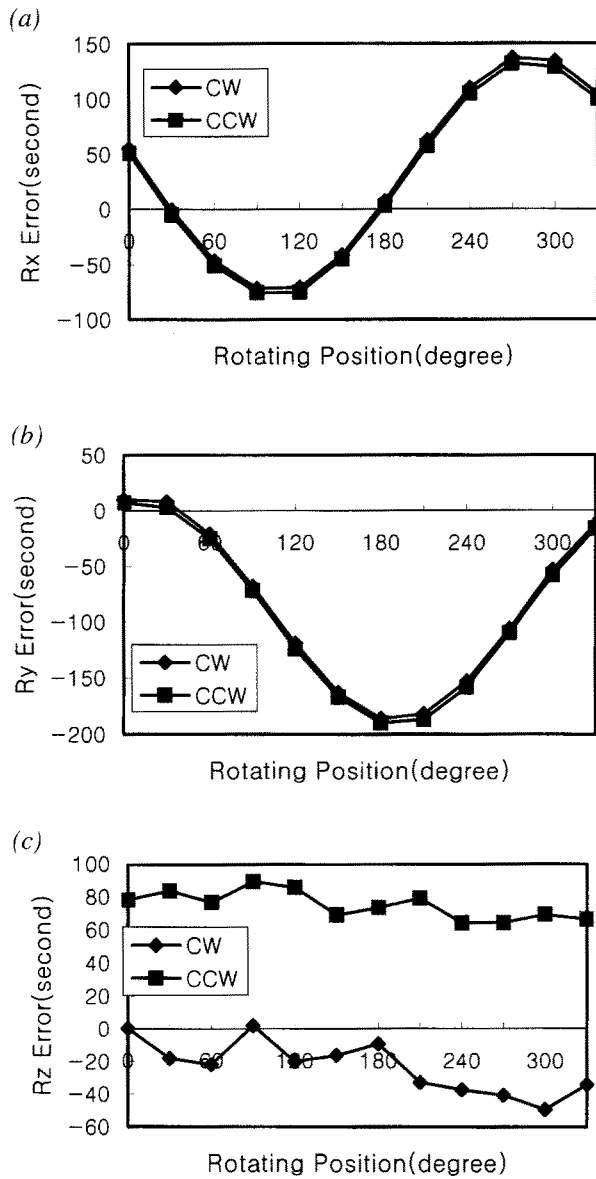 (a)
150
100
50
0
−50
−100
Rx Error(second)
CW
CCW
0 60 120 180 240 300
Rotating Position(degree)
(b)
50
0
−50
−100
−150
−200
Ry Error(second)
CW
CCW
0 60 120 180 240 300
Rotating Position(degree)
(c)
100
80
60
40
20
0
−20
−40
−60
Rz Error(second)
CW
CCW
0 60 120 180 240 300
Rotating Position(degree)